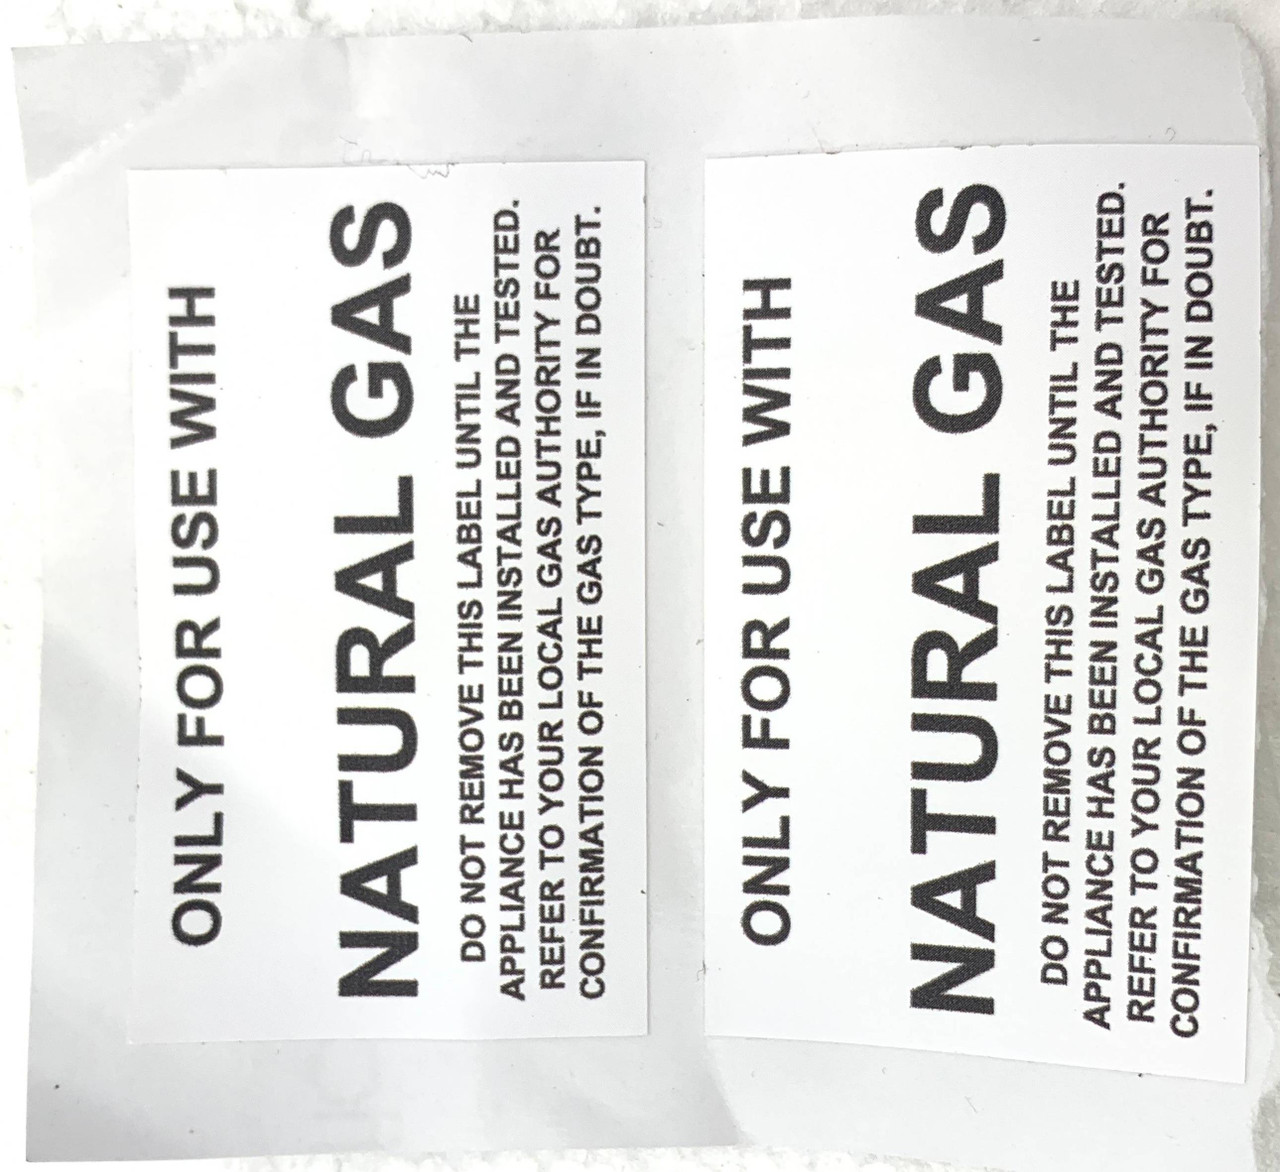 ONLY FOR USE WITH
NATURAL GAS
DO NOT REMOVE THIS LABEL UNTIL THE
APPLIANCE HAS BEEN INSTALLED AND TESTED.
REFER TO YOUR LOCAL GAS AUTHORITY FOR
CONFIRMATION OF THE GAS TYPE, IF IN DOUBT.
ONLY FOR USE WITH
NATURAL GAS
DO NOT REMOVE THIS LABEL UNTIL THE
APPLIANCE HAS BEEN INSTALLED AND TESTED.
REFER TO YOUR LOCAL GAS AUTHORITY FOR
CONFIRMATION OF THE GAS TYPE, IF IN DOUBT.